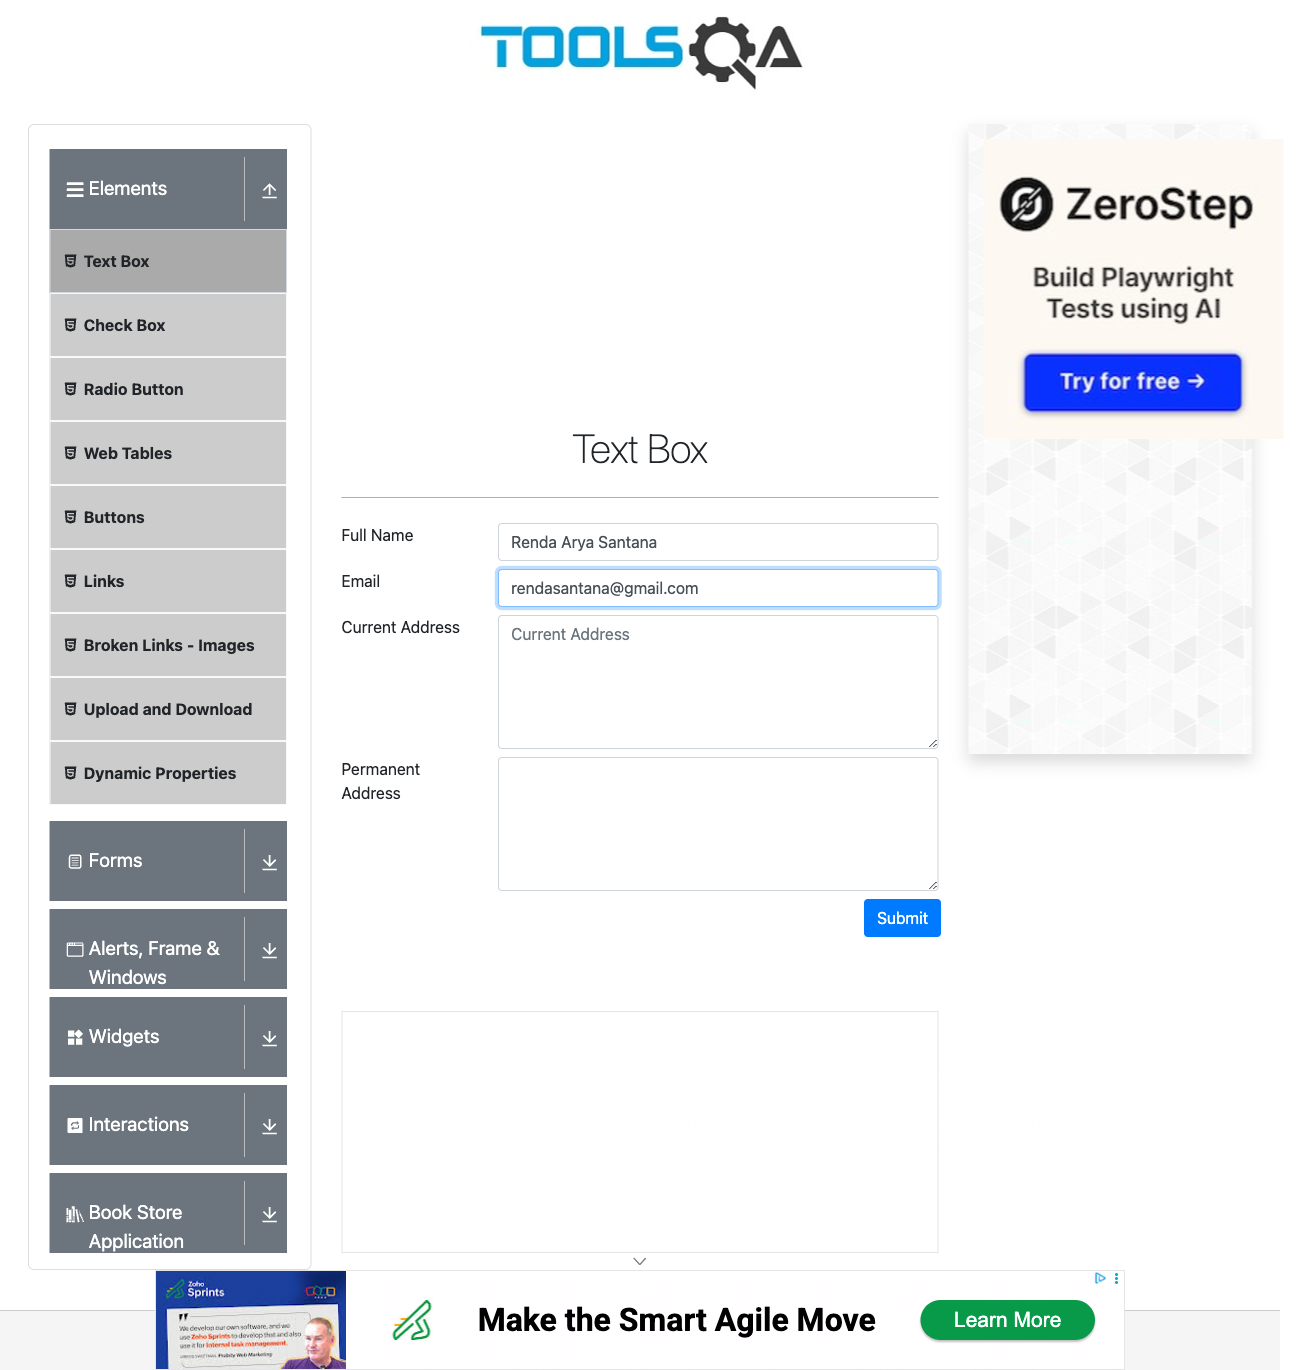 TOOLSQA
Elements
Text Box
Check Box
Radio Button
Web Tables
Buttons
Links
Broken Links - Images
Upload and Download
Dynamic Properties
Forms
Alerts, Frame &
Windows
Widgets
Interactions
Book Store
Application
Text Box
Full Name
Renda Arya Santana
Email
rendasantana@gmail.com
Current Address
Current Address
Permanent
Address
Submit
ZeroStep
Build Playwright
Tests using AI
Try for free →
Zoho
Sprints
We develop our own software, and we
use Zoho Sprints to develop that and also
use it for internal task management.
Probity Web Marketing
Make the Smart Agile Move
Learn More